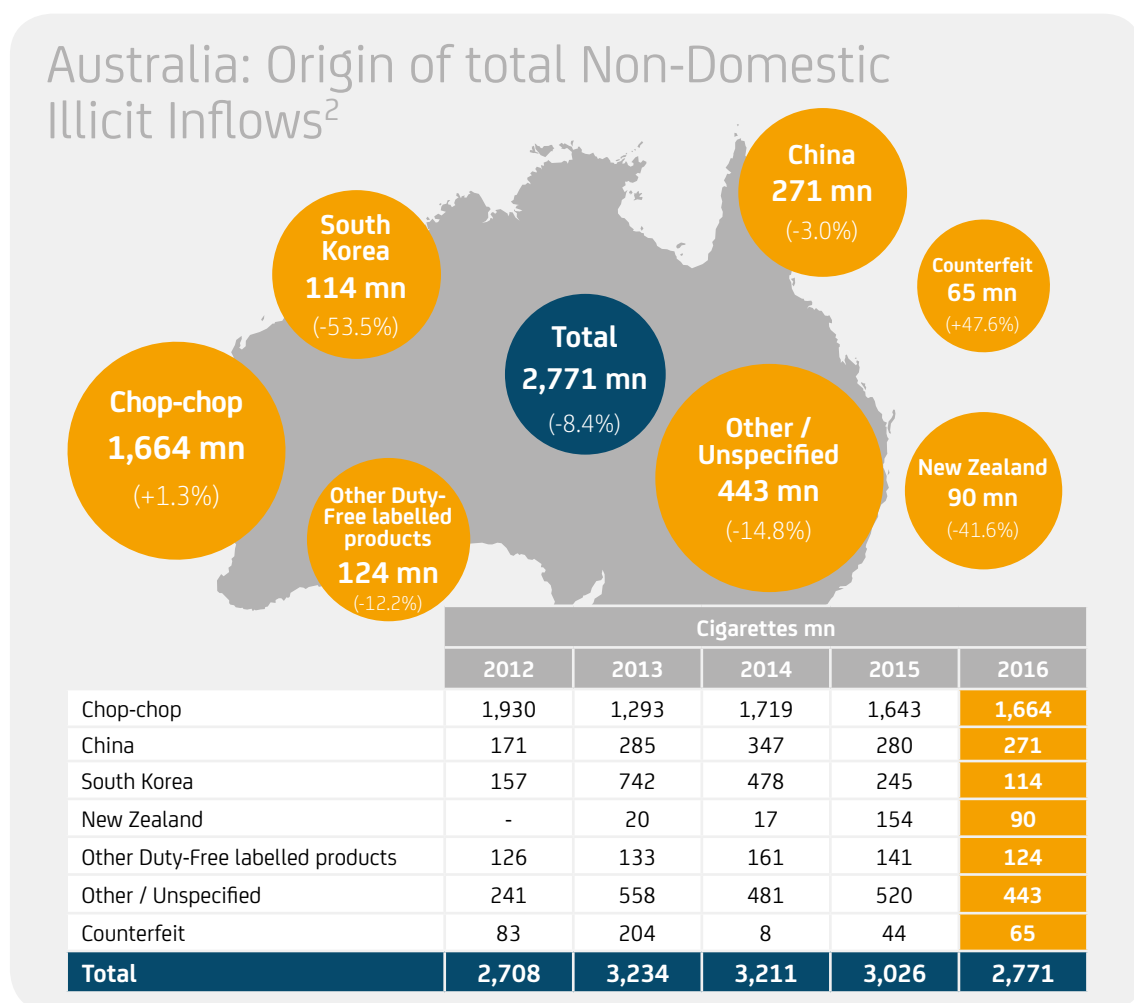 Australia: Origin of total Non-Domestic
Illicit Inflows2
China
271 mn
(-3.0%)
South
Korea
114 mn
(-53.5%)
Counterfeit
65 mn
(+47.6%)
Total
2,771 mn
(-8.4%)
Chop-chop
1,664 mn
(+1.3%)
Other /
Unspecified
443 mn
(-14.8%)
New Zealand
90 mn
(-41.6%)
Other Duty-
Free labelled
products
124 mn
(-12.2%)
Cigarettes mn
2012 2013 2014 2015 2016
Chop-chop 1,930 1,293 1,719 1,643 1,664
China 171 285 347 280 271
South Korea 157 742 478 245 114
New Zealand - 20 17 154 90
Other Duty-Free labelled products 126 133 161 141 124
Other / Unspecified 241 558 481 520 443
Counterfeit 83 204 8 44 65
Total 2,708 3,234 3,211 3,026 2,771